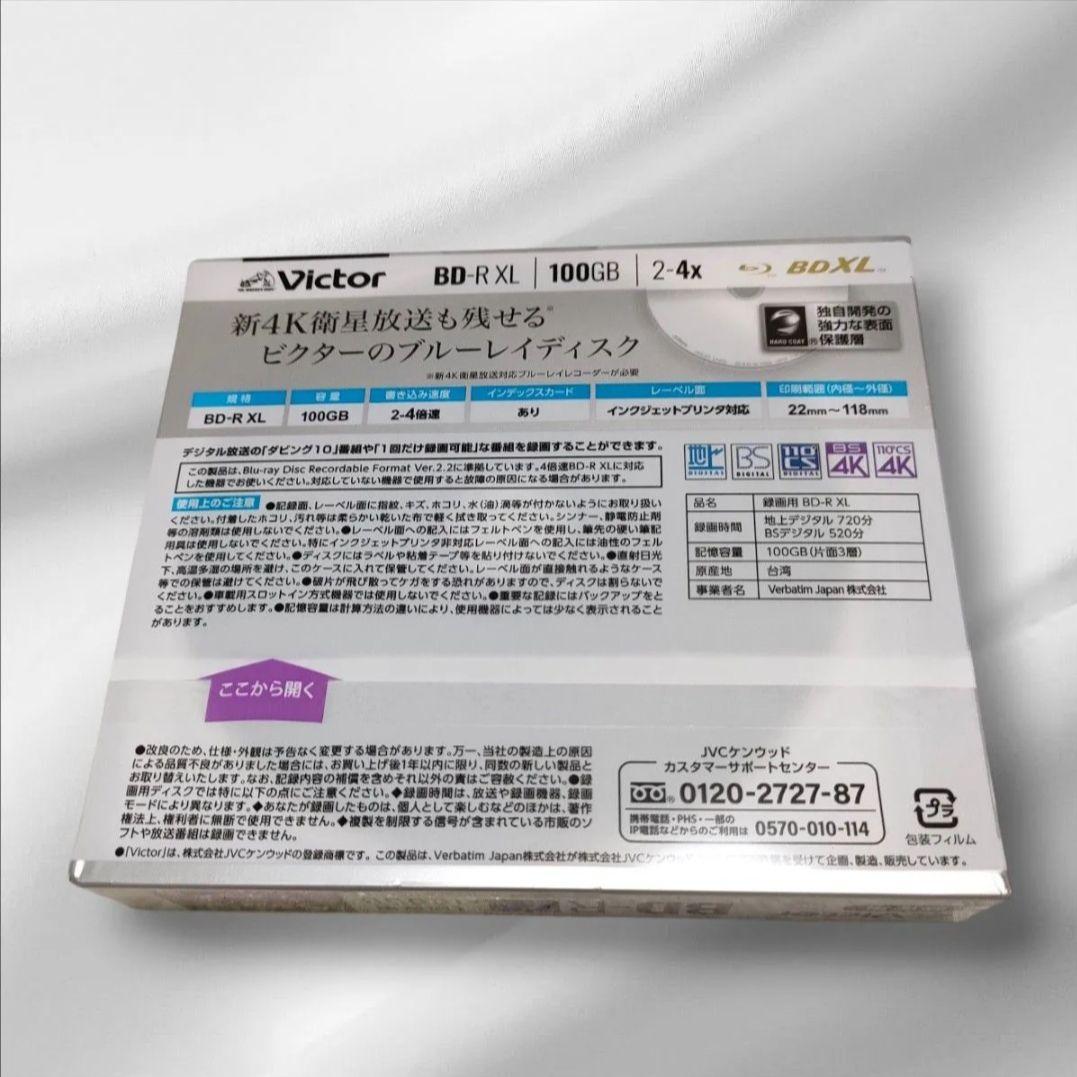 Victor BD-R XL 100GB 2-4x BDXL
新4K衛星放送も残せる※
ビクターのブルーレイディスク
※新4K衛星放送対応ブルーレイレコーダーが必要
HARD COAT ® 独自開発の
強力な表面
保護層
規格 容量 書き込み速度 インデックスカード レーベル面 印刷範囲(内径～外径)
BD-R XL 100GB 2-4倍速 あり インクジェットプリンタ対応 22mm～118mm
デジタル放送の「ダビング10」番組や「1回だけ録画可能」な番組を録画することができます。
この製品は、Blu-ray Disc Recordable Format Ver.2.2に準拠しています。4倍速BD-R XLに対応
した機器でお使いください。対応していない機器で使用すると故障の原因になる場合があります。
地上 DIGITAL BS DIGITAL 110°CS DIGITAL BS 4K 110°CS 4K
使用上のご注意 ●記録面、レーベル面に指紋、キズ、ホコリ、水(油)滴等が付かないようにお取り扱い
ください。付着したホコリ、汚れ等は柔らかい乾いた布で軽く拭き取ってください。シンナー、静電防止剤
等の溶剤類は使用しないでください。●レーベル面への記入にはフェルトペンを使用し、筆先の硬い筆記
用具は使用しないでください。特にインクジェットプリンタ非対応レーベル面への記入には油性のフェル
トペンを使用してください。●ディスクにはラベルや粘着テープ等を貼り付けないでください。●直射日光
下、高温多湿の場所を避け、このケースに入れて保管してください。レーベル面が直接触れるようなケース
等での保管は避けてください。●破片が飛び散ってケガをする恐れがありますので、ディスクは割らないで
ください。●車載用スロットイン方式機器では使用しないでください。●重要な記録にはバックアップをと
ることをおすすめします。●記憶容量は計算方法の違いにより、使用機器によっては少なく表示されること
があります。
品名 録画用 BD-R XL
録画時間 地上デジタル 720分
BSデジタル 520分
記憶容量 100GB(片面3層)
原産地 台湾
事業者名 Verbatim Japan 株式会社
ここから開く
●改良のため、仕様・外観は予告なく変更する場合があります。万一、当社の製造上の原因
による品質不良がありました場合には、お買い上げ後1年以内に限り、同数の新しい製品と
お取り替えいたします。なお、記録内容の補償を含めそれ以外の責はご容赦ください。●録
画用ディスクでは特に以下の点にご注意ください。◆録画時間は、放送や録画機器、録画
モードにより異なります。◆あなたが録画したものは、個人として楽しむなどのほかは、著作
権法上、権利者に無断で使用できません。◆複製を制限する信号が含まれている市販のソ
フトや放送番組は録画できません。
JVCケンウッド
カスタマーサポートセンター
® 0120-2727-87
携帯電話・PHS・一部の
IP電話などからのご利用は 0570-010-114
プラ
包装フィルム
●「Victor」は、株式会社JVCケンウッドの登録商標です。この製品は、Verbatim Japan株式会社が株式会社JVCケンウッド を受けて企画、製造、販売しています。